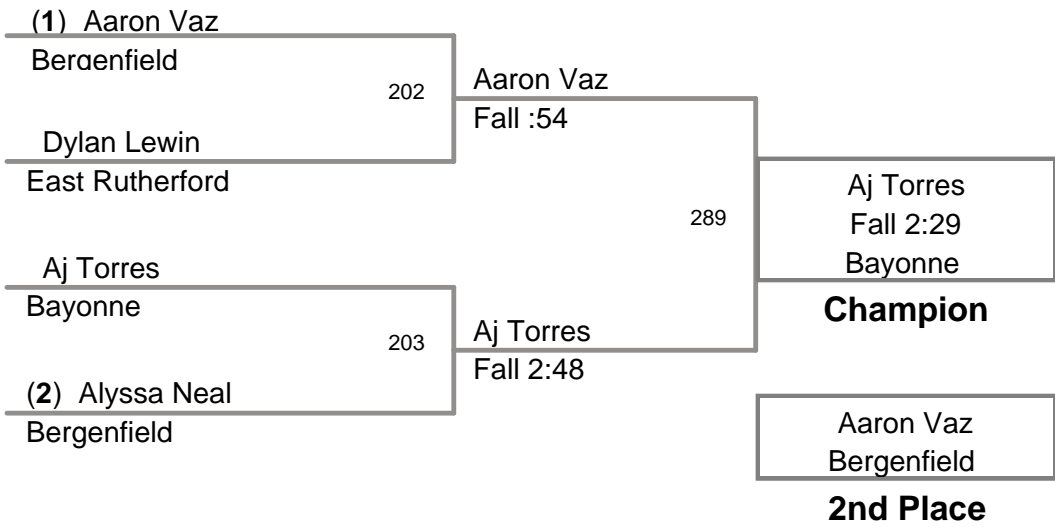 (1) Aaron Vaz
Bergenfield
202
Dylan Lewin
East Rutherford
Aaron Vaz
Fall :54
289
Aj Torres
Bayonne
203
(2) Alyssa Neal
Bergenfield
Aj Torres
Fall 2:48
Aj Torres
Fall 2:29
Bayonne
Champion
Aaron Vaz
Bergenfield
2nd Place